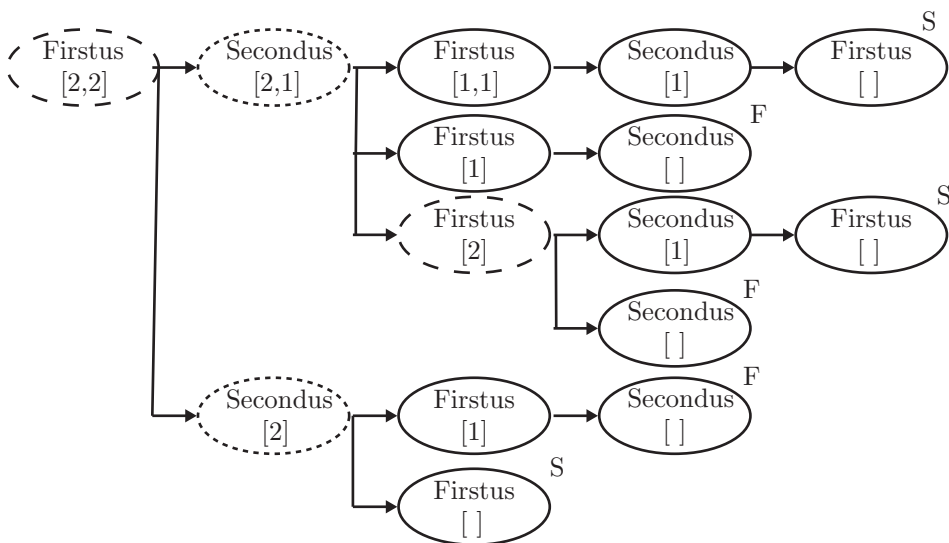 S
Firstus Secondus Firstus Secondus Firstus
[2,2] [2,1] [1,1] [1] [ ]
F
Firstus Secondus
[1] [ ]
S
Firstus Secondus Firstus
[2] [1] [ ]
F
Secondus
[ ]
F
Secondus Firstus Secondus
[2] [1] [ ]
S
Firstus
[ ]